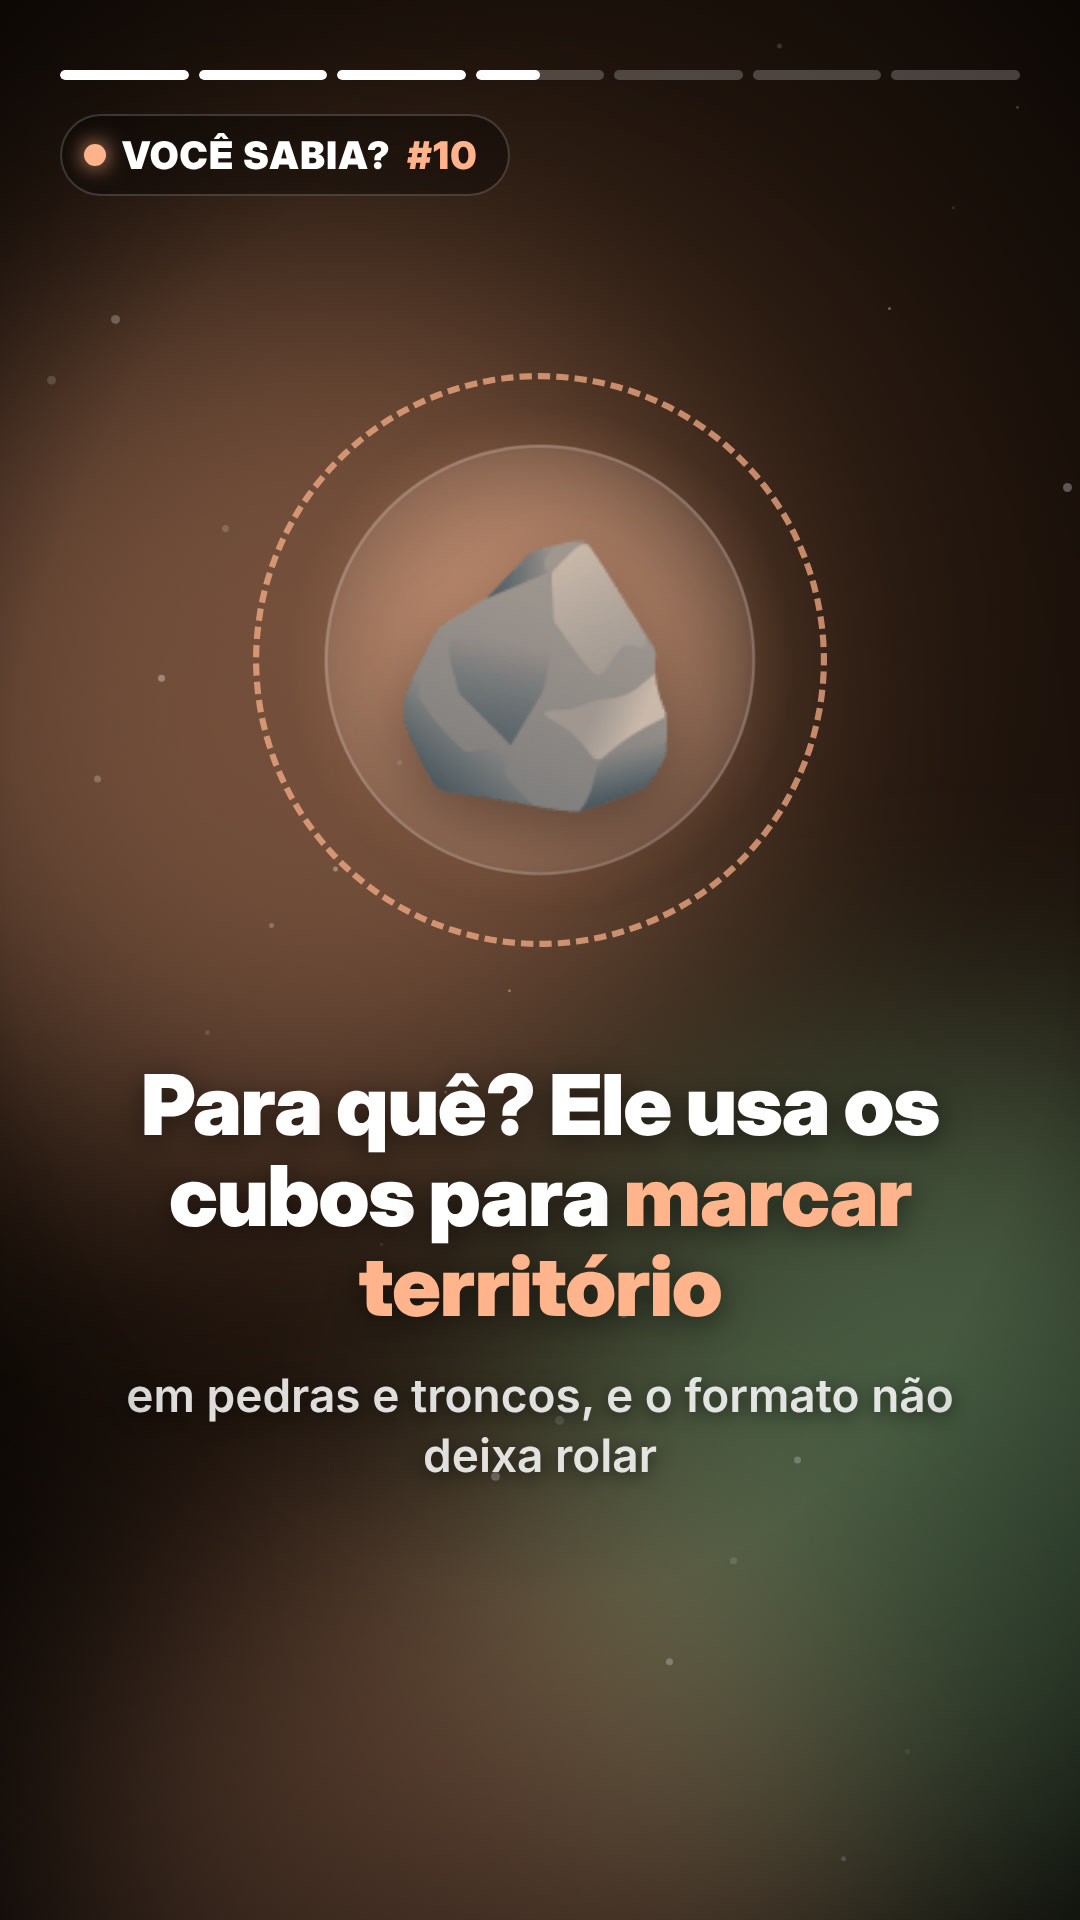 VOCÊ SABIA? #10
Para quê? Ele usa os
cubos para marcar
território
em pedras e troncos, e o formato não
deixa rolar